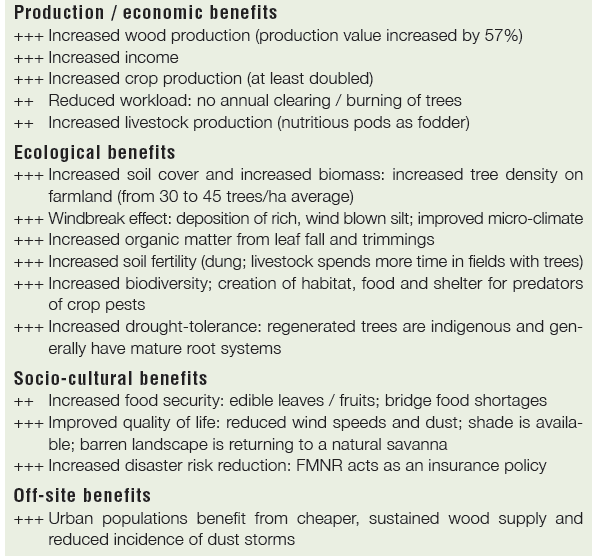 Production / economic benefits
+++ Increased wood production (production value increased by 57%)
+++ Increased income
+++ Increased crop production (at least doubled)
++ Reduced workload: no annual clearing / burning of trees
++ Increased livestock production (nutritious pods as fodder)
Ecological benefits
+++ Increased soil cover and increased biomass: increased tree density on
farmland (from 30 to 45 trees/ha average)
+++ Windbreak effect: deposition of rich, wind blown silt; improved micro-climate
+++ Increased organic matter from leaf fall and trimmings
+++ Increased soil fertility (dung; livestock spends more time in fields with trees)
+++ Increased biodiversity; creation of habitat, food and shelter for predators
of crop pests
+++ Increased drought-tolerance: regenerated trees are indigenous and gen-
erally have mature root systems
Socio-cultural benefits
++ Increased food security: edible leaves / fruits; bridge food shortages
+++ Improved quality of life: reduced wind speeds and dust; shade is availa-
ble; barren landscape is returning to a natural savanna
+++ Increased disaster risk reduction: FMNR acts as an insurance policy
Off-site benefits
+++ Urban populations benefit from cheaper, sustained wood supply and
reduced incidence of dust storms